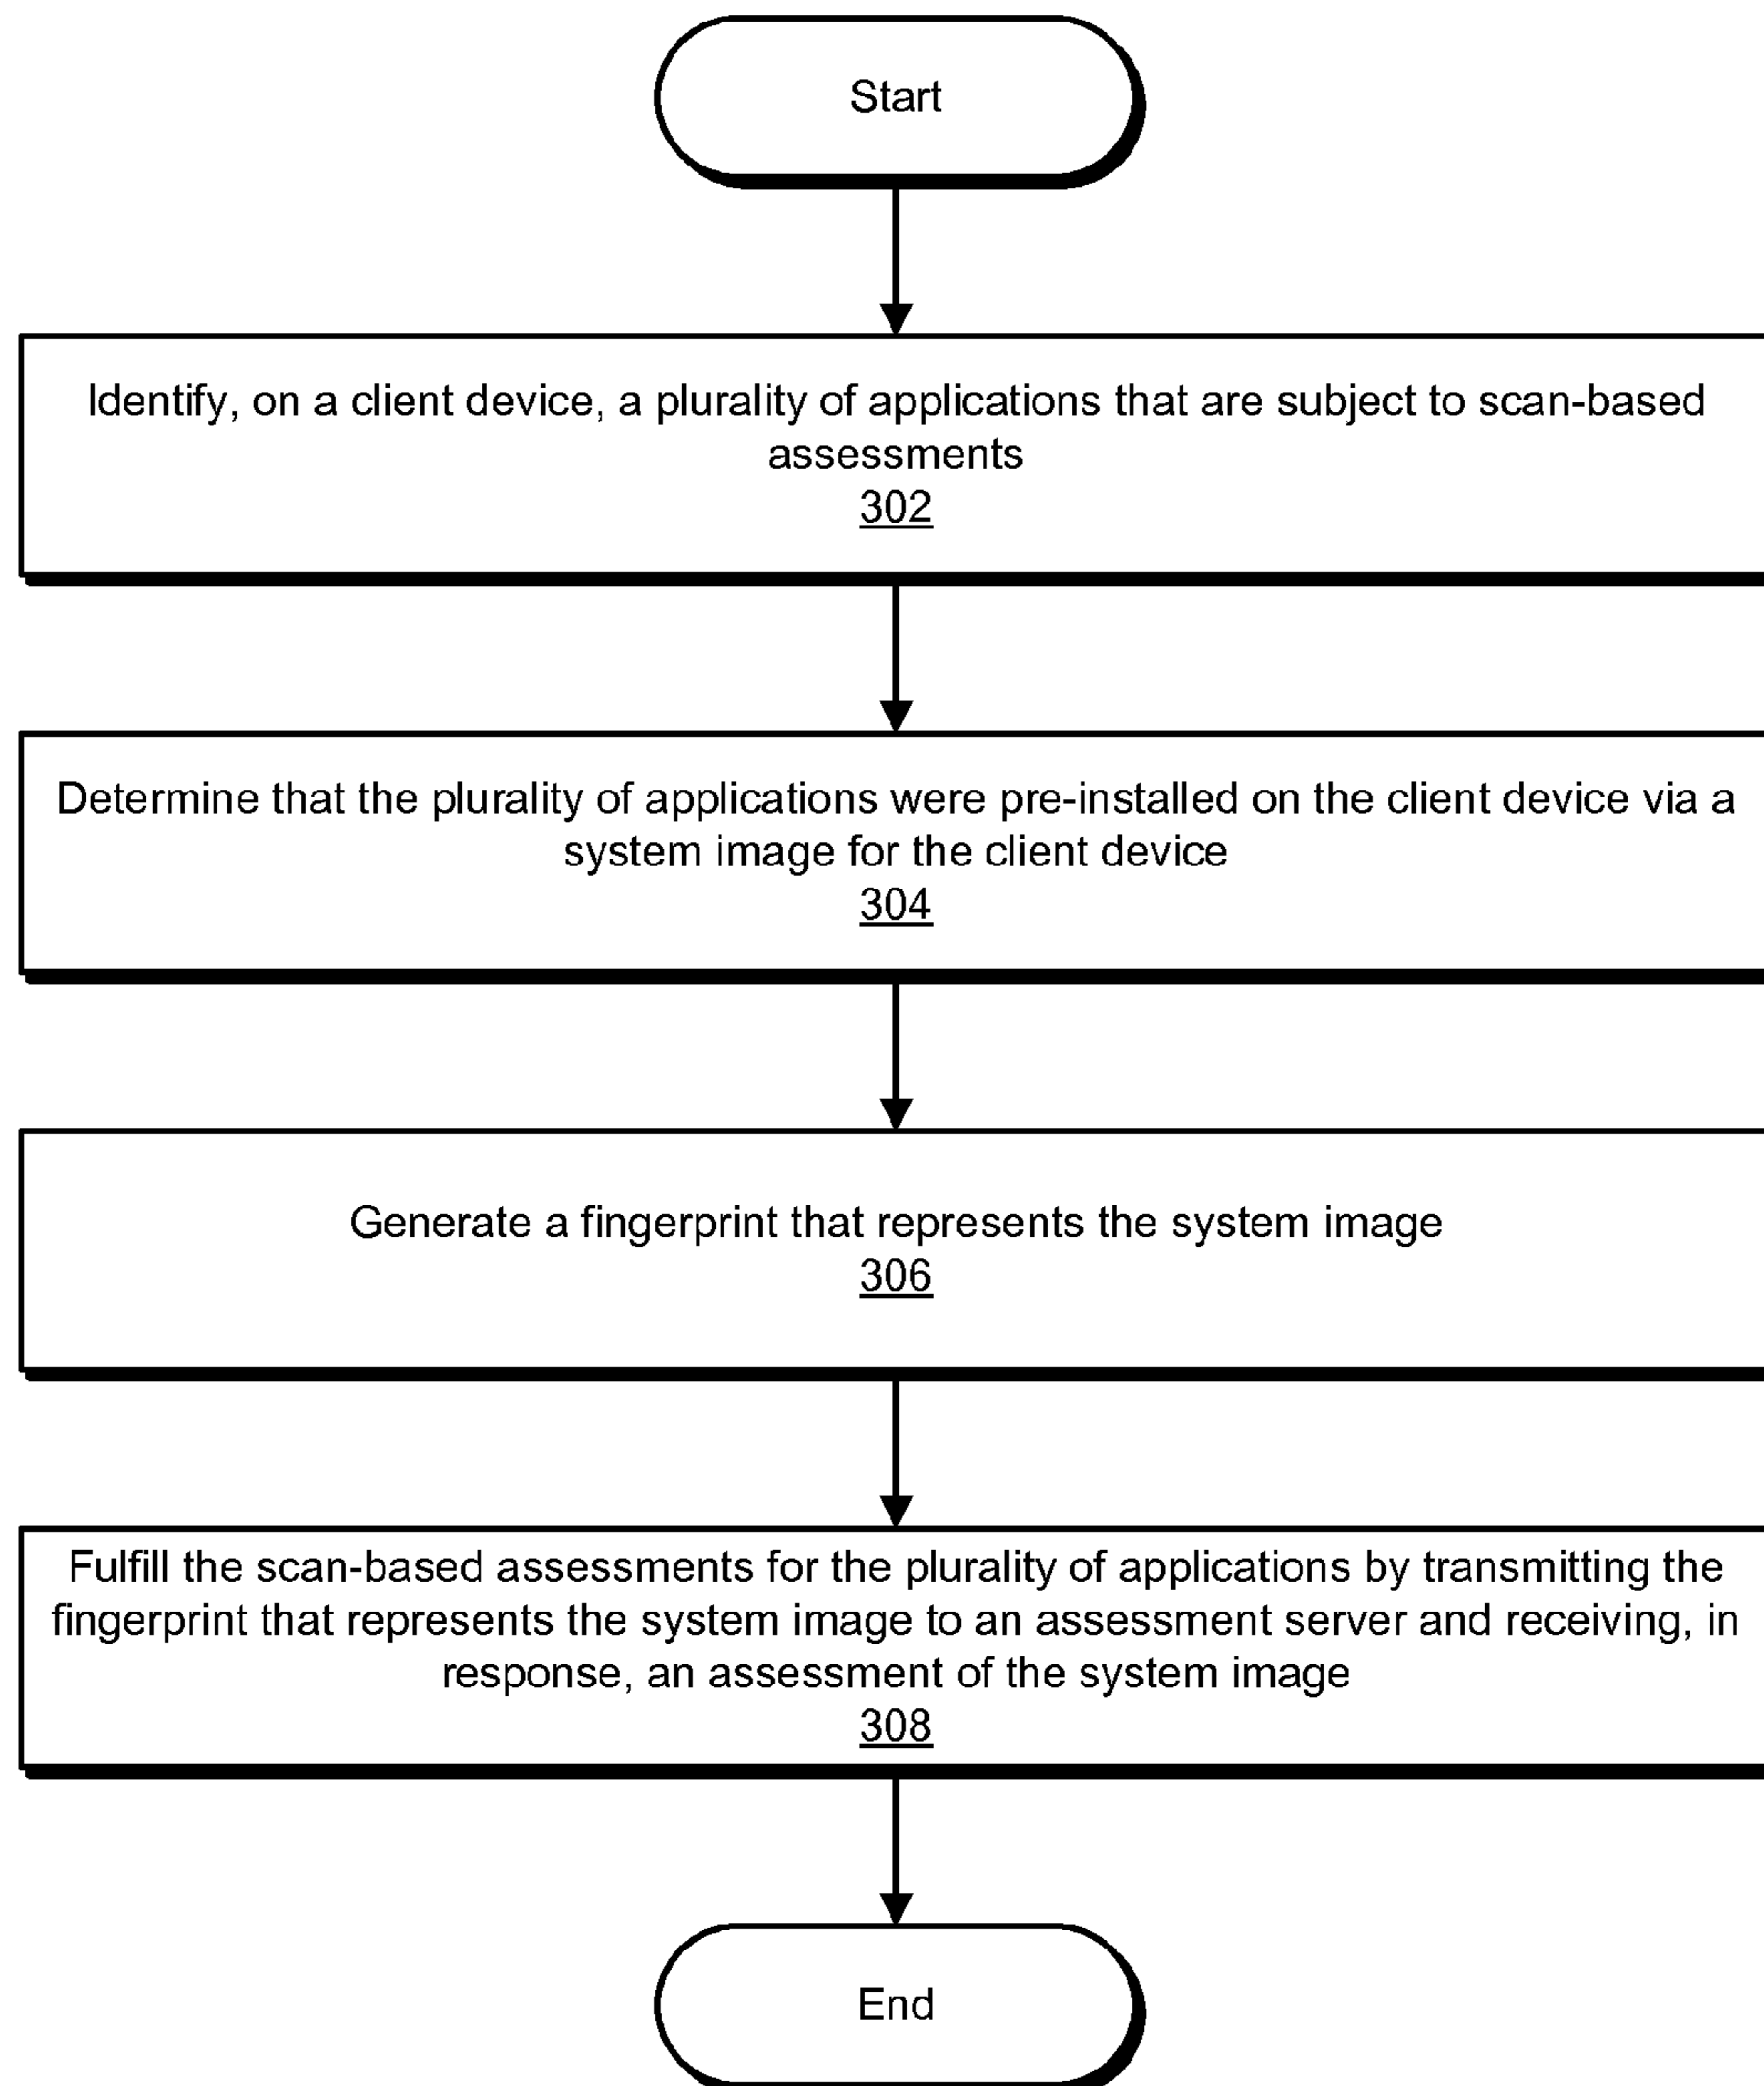 Start
Identify, on a client device, a plurality of applications that are subject to scan-based
assessments
302
Determine that the plurality of applications were pre-installed on the client device via a
system image for the client device
304
Generate a fingerprint that represents the system image
306
Fulfill the scan-based assessments for the plurality of applications by transmitting the
fingerprint that represents the system image to an assessment server and receiving, in
response, an assessment of the system image
308
End